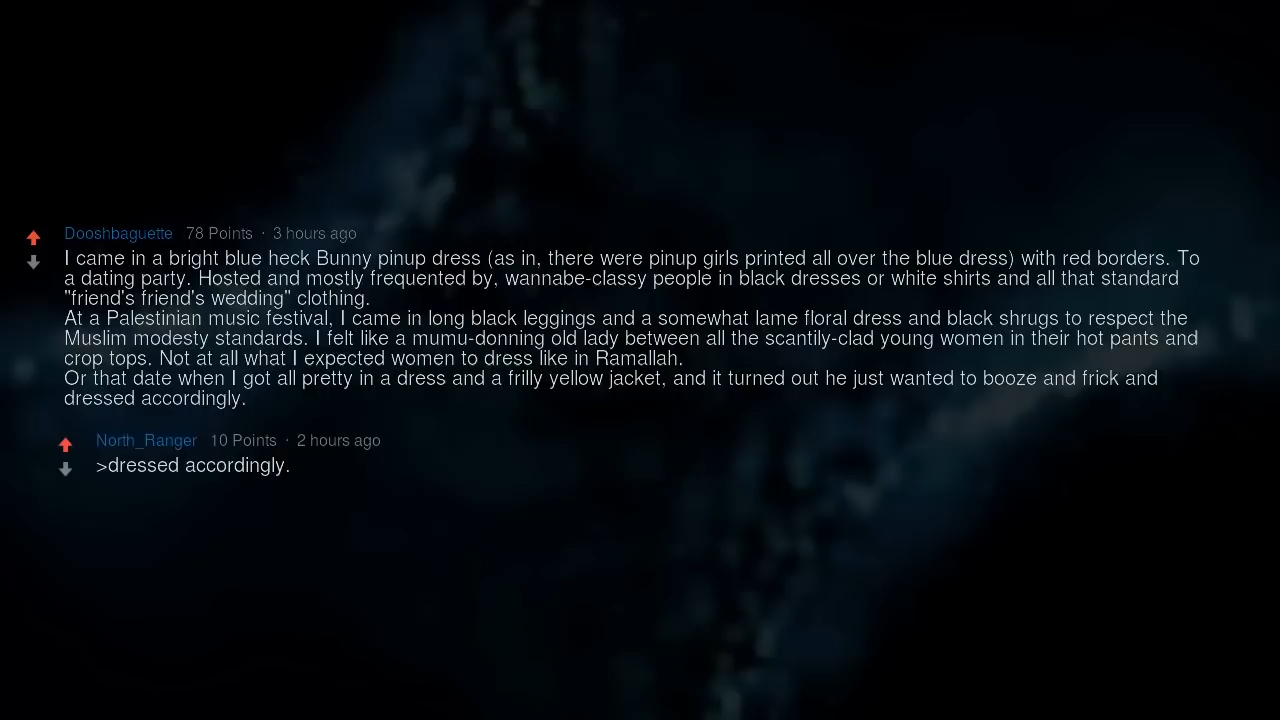 Dooshbaguette 78 Points · 3 hours ago
I came in a bright blue heck Bunny pinup dress (as in, there were pinup girls printed all over the blue dress) with red borders. To
a dating party. Hosted and mostly frequented by, wannabe-classy people in black dresses or white shirts and all that standard
"friend's friend's wedding" clothing.
At a Palestinian music festival, I came in long black leggings and a somewhat lame floral dress and black shrugs to respect the
Muslim modesty standards. I felt like a mumu-donning old lady between all the scantily-clad young women in their hot pants and
crop tops. Not at all what I expected women to dress like in Ramallah.
Or that date when I got all pretty in a dress and a frilly yellow jacket, and it turned out he just wanted to booze and frick and
dressed accordingly.
North_Ranger 10 Points · 2 hours ago
>dressed accordingly.